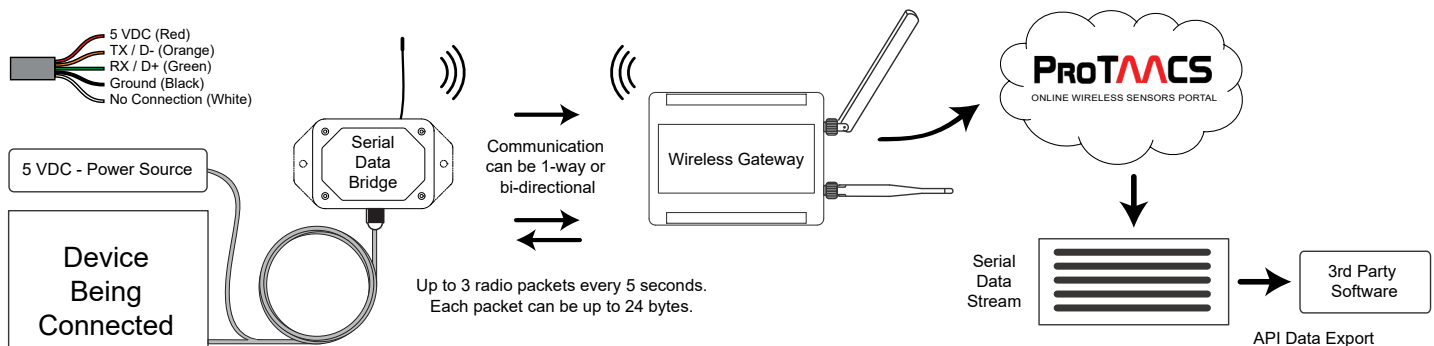 5 VDC (Red)
TX / D- (Orange)
RX / D+ (Green)
Ground (Black)
No Connection (White)
5 VDC - Power Source
Device
Being
Connected
Serial
Data
Bridge
Communication
can be 1-way or
bi-directional
Up to 3 radio packets every 5 seconds.
Each packet can be up to 24 bytes.
Wireless Gateway
PROTAACS
ONLINE WIRELESS SENSORS PORTAL
Serial
Data
Stream
3rd Party
Software
API Data Export